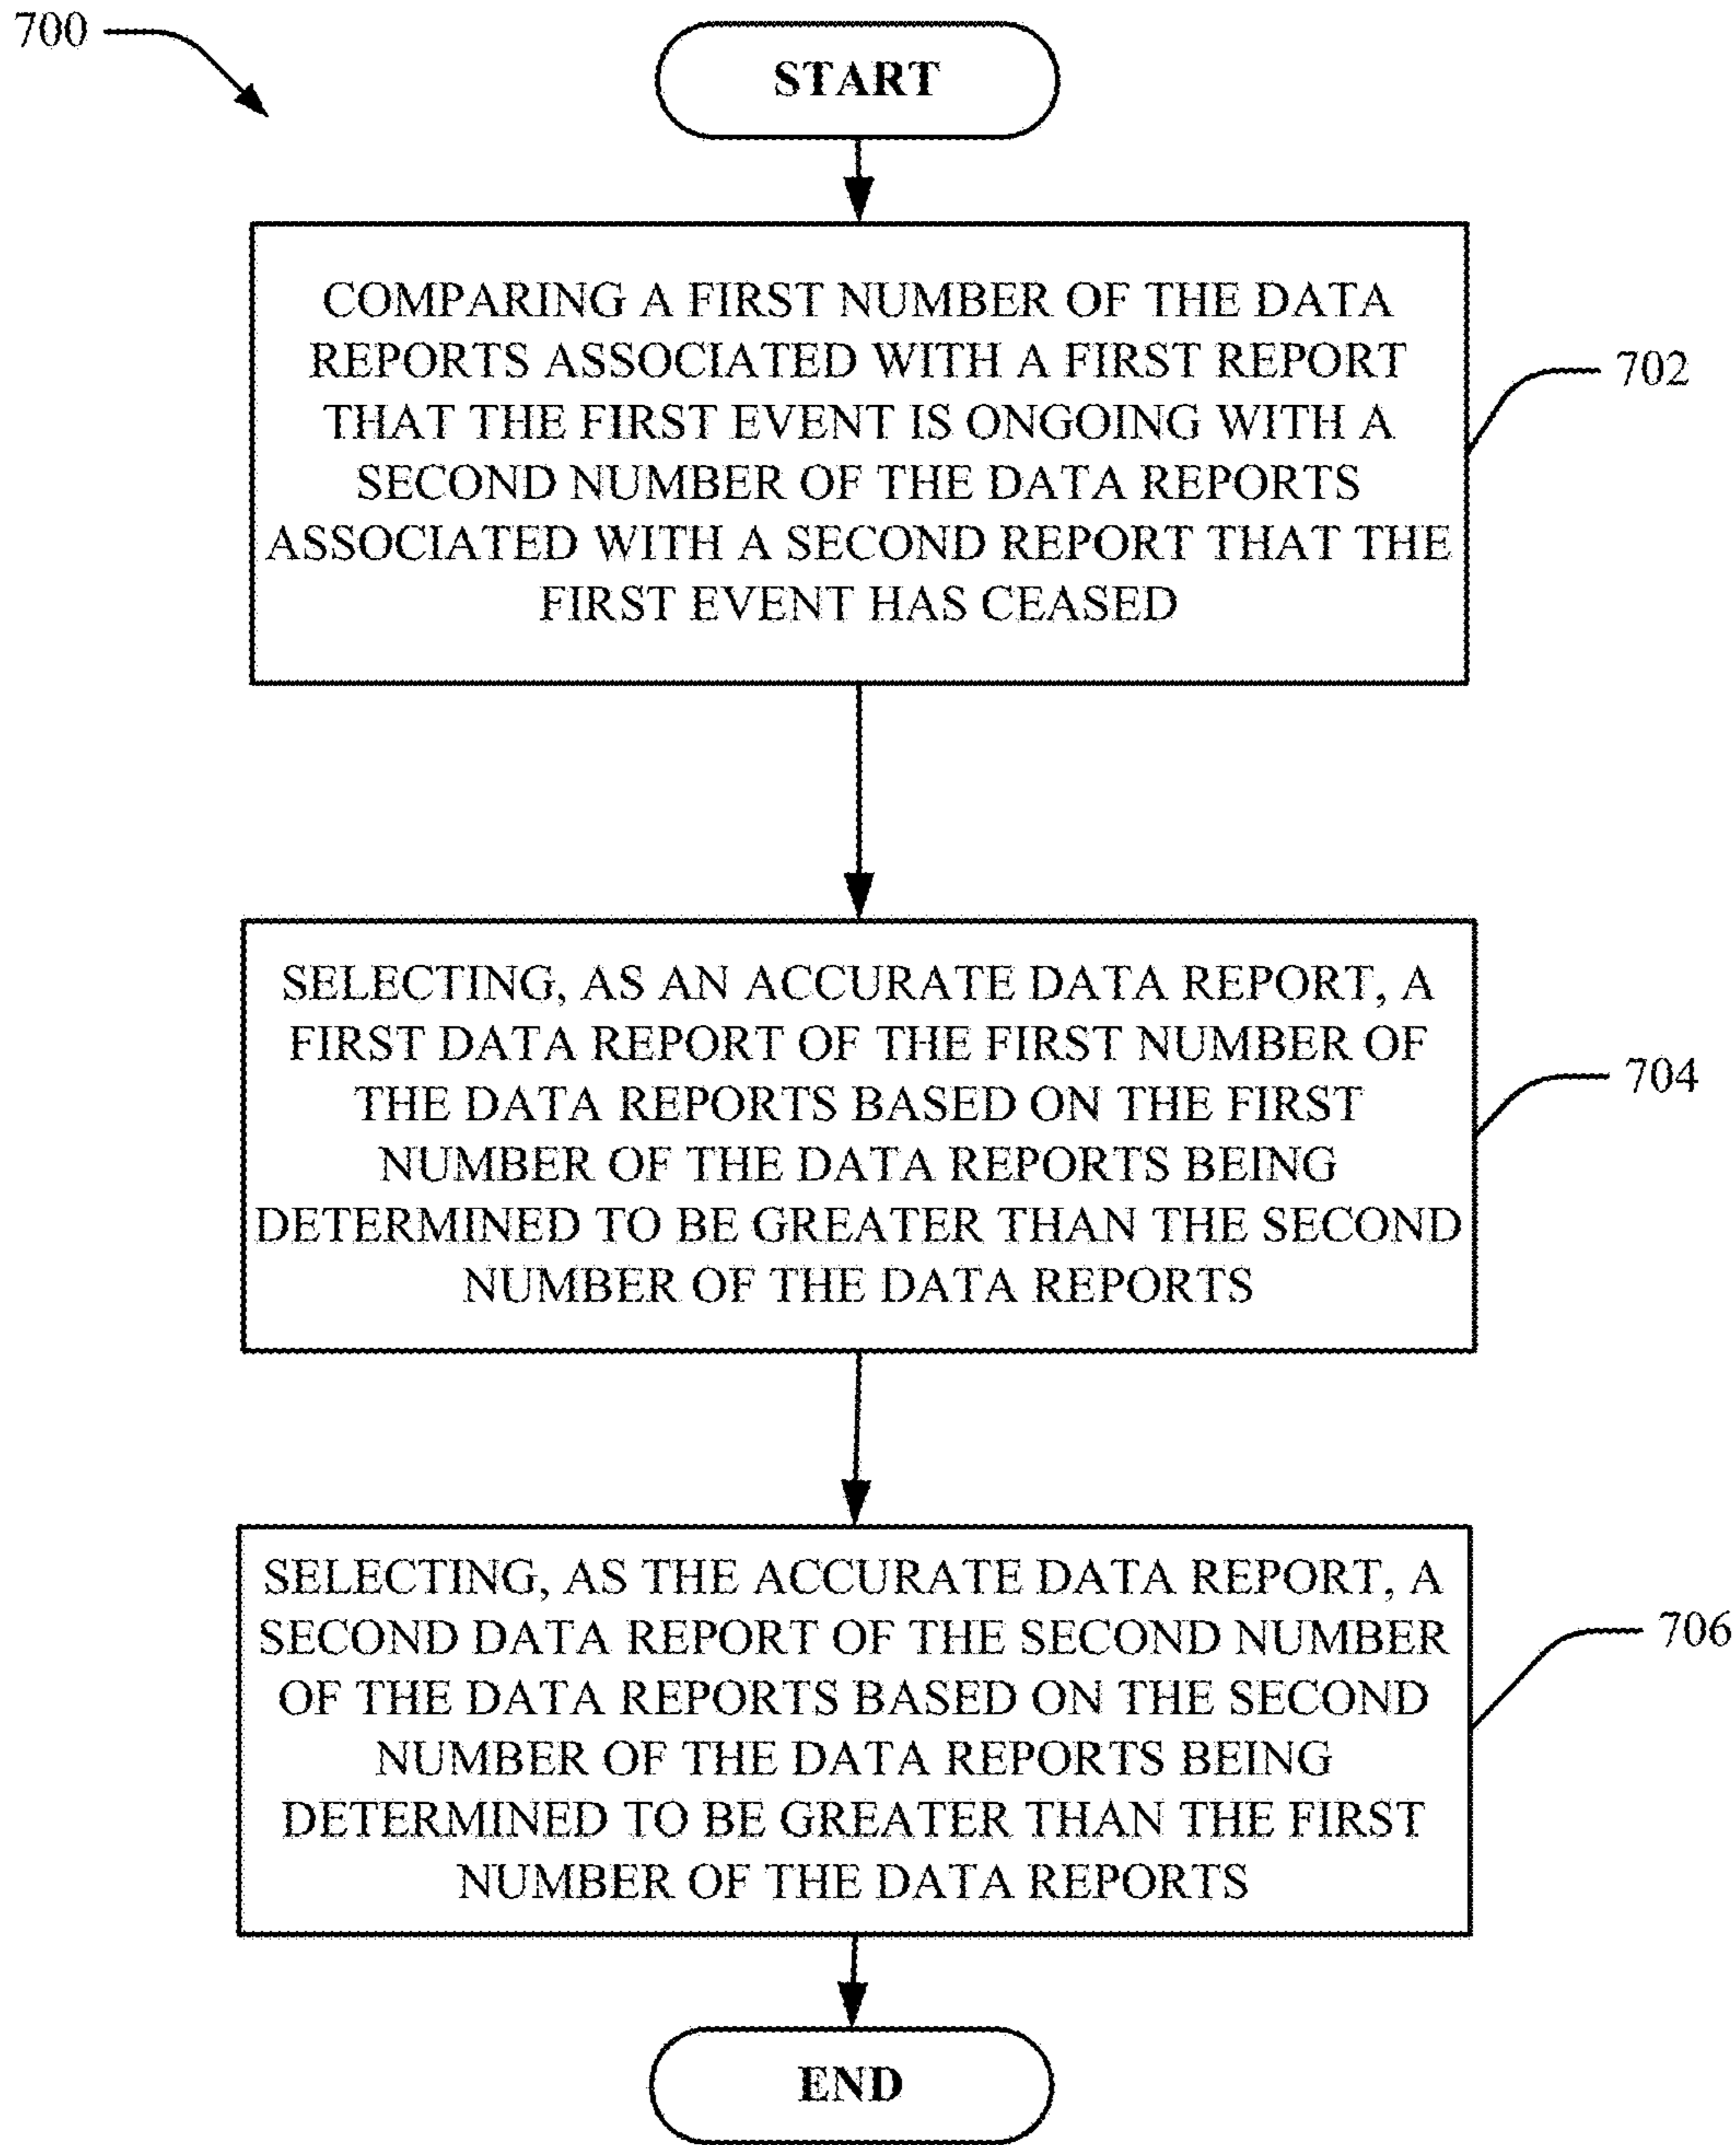 700
START
COMPARING A FIRST NUMBER OF THE DATA
REPORTS ASSOCIATED WITH A FIRST REPORT
THAT THE FIRST EVENT IS ONGOING WITH A
SECOND NUMBER OF THE DATA REPORTS
ASSOCIATED WITH A SECOND REPORT THAT THE
FIRST EVENT HAS CEASED
702
SELECTING, AS AN ACCURATE DATA REPORT, A
FIRST DATA REPORT OF THE FIRST NUMBER OF
THE DATA REPORTS BASED ON THE FIRST
NUMBER OF THE DATA REPORTS BEING
DETERMINED TO BE GREATER THAN THE SECOND
NUMBER OF THE DATA REPORTS
704
SELECTING, AS THE ACCURATE DATA REPORT, A
SECOND DATA REPORT OF THE SECOND NUMBER
OF THE DATA REPORTS BASED ON THE SECOND
NUMBER OF THE DATA REPORTS BEING
DETERMINED TO BE GREATER THAN THE FIRST
NUMBER OF THE DATA REPORTS
706
END